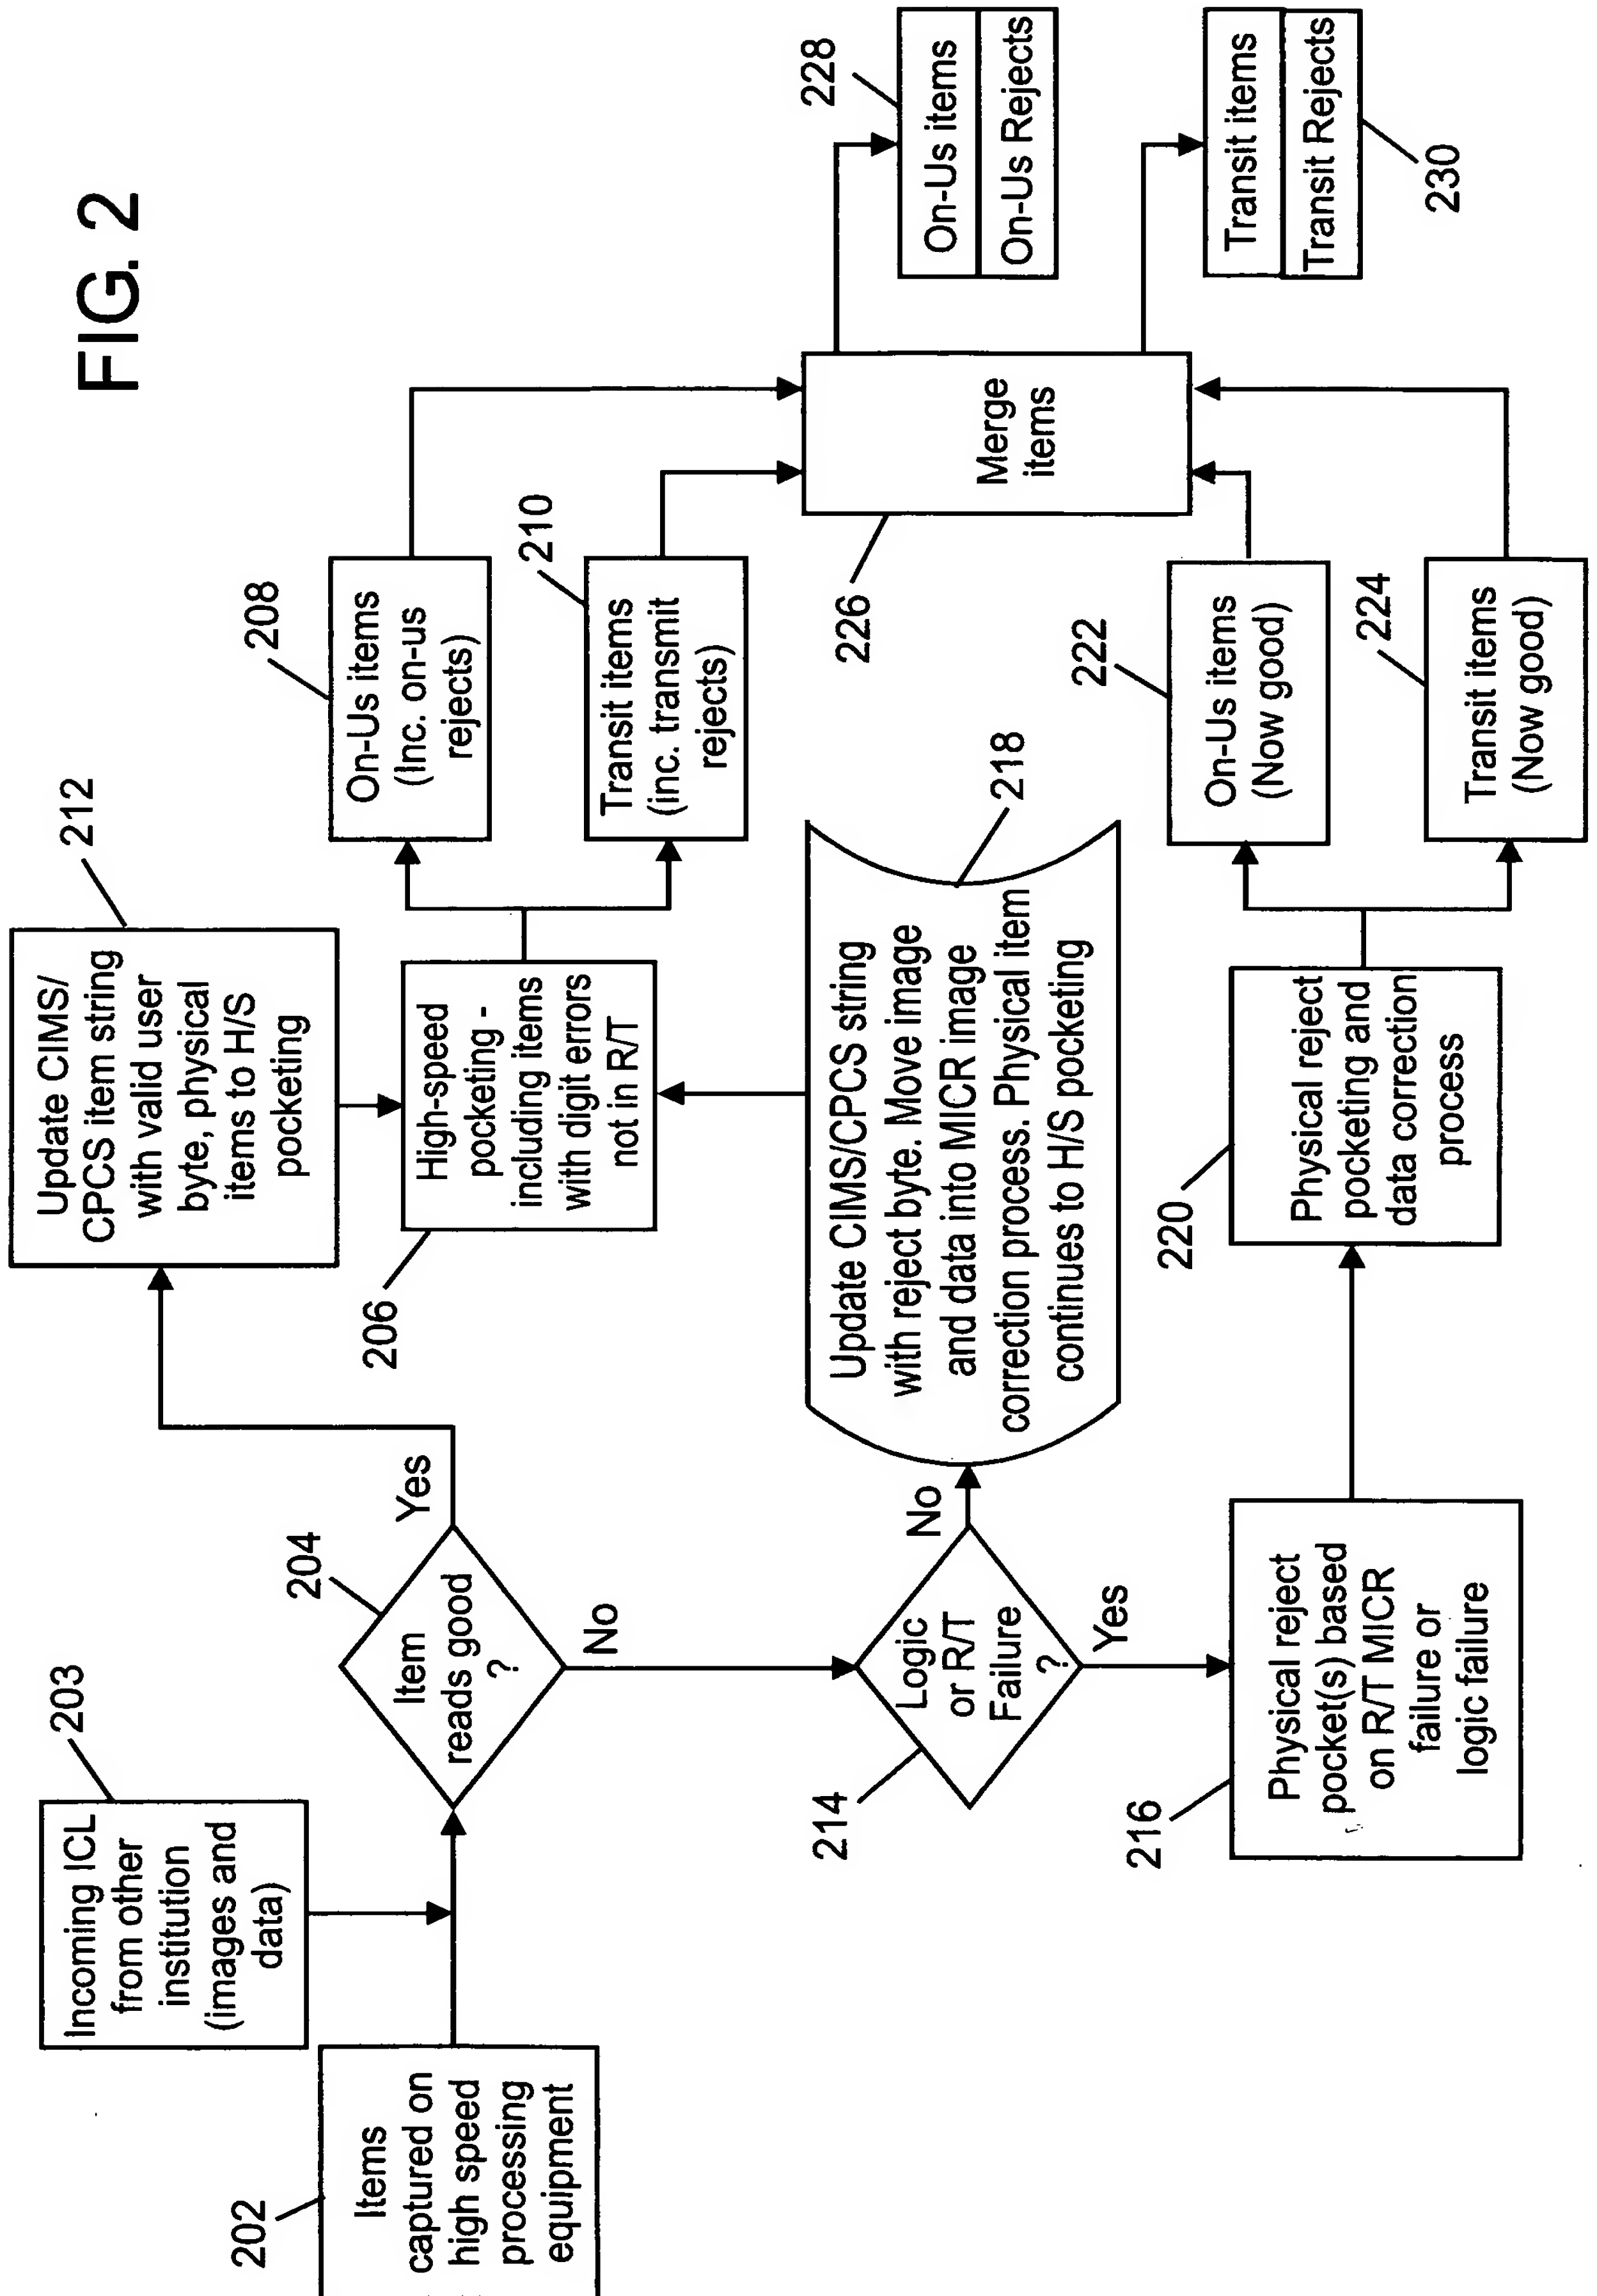 FIG. 2
202
Items
captured on
high speed
processing
equipment
203
Incoming ICL
from other
institution
(images and
data)
204
Item
reads good
?
Yes
No
212
Update CIMS/
CPCS item string
with valid user
byte, physical
items to H/S
pocketing
206
High-speed
pocketing -
including items
with digit errors
not in R/T
208
On-Us items
(Inc. on-us
rejects)
210
Transit items
(inc. transmit
rejects)
214
Logic
or R/T
Failure
?
No
Yes
218
Update CIMS/CPCS string
with reject byte. Move image
and data into MICR image
correction process. Physical item
continues to H/S pocketing
216
Physical reject
pocket(s) based
on R/T MICR
failure or
logic failure
220
Physical reject
pocketing and
data correction
process
222
On-Us items
(Now good)
224
Transit items
(Now good)
226
Merge
items
228
On-Us items
On-Us Rejects
Transit items
Transit Rejects
230